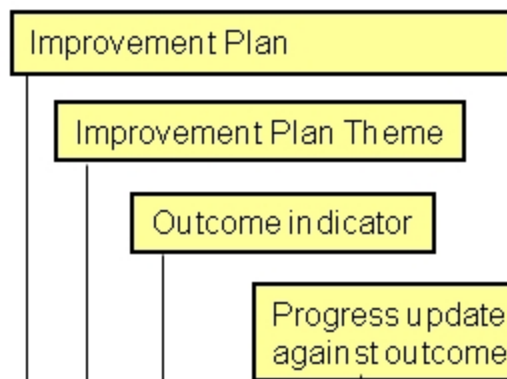 Improvement Plan
Improvement Plan Theme
Outcome indicator
Progress update
against outcome